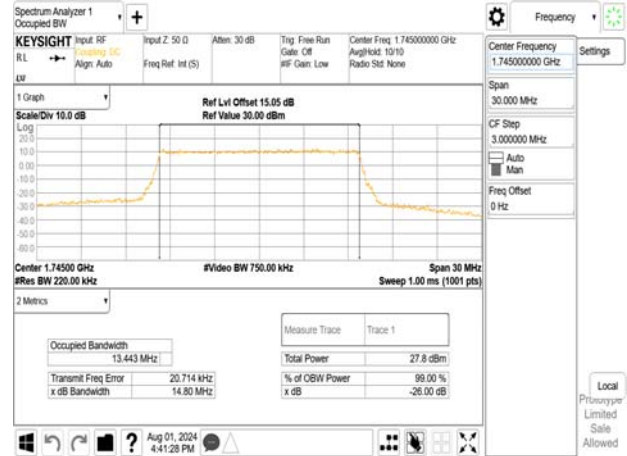 Spectrum Analyzer 1
Occupied BW
+
Frequency
KEYSIGHT
RL
Input: RF
Coupling: DC
Align: Auto
Input Z: 50 Ω
Freq Ref: Int (S)
Atten: 30 dB
Trig: Free Run
Gate: Off
#IF Gain: Low
Center Freq: 1.745000000 GHz
Avg|Hold: 10/10
Radio Std: None
Center Frequency
1.745000000 GHz
Settings
Span
30.000 MHz
CF Step
3.000000 MHz
Auto
Man
Freq Offset
0 Hz
1 Graph
Scale/Div 10.0 dB
Ref Lvl Offset 15.05 dB
Ref Value 30.00 dBm
Log
20.0
10.0
0.00
-10.0
-20.0
-30.0
-40.0
-50.0
-60.0
Center 1.74500 GHz
#Video BW 750.00 kHz
Span 30 MHz
#Res BW 220.00 kHz
Sweep 1.00 ms (1001 pts)
2 Metrics
Measure Trace
Trace 1
Occupied Bandwidth
13.443 MHz
Total Power
27.8 dBm
Transmit Freq Error
20.714 kHz
% of OBW Power
99.00 %
x dB Bandwidth
14.80 MHz
x dB
-26.00 dB
Local
Prototype
Limited
Sale
Allowed
?
Aug 01, 2024
4:41:28 PM